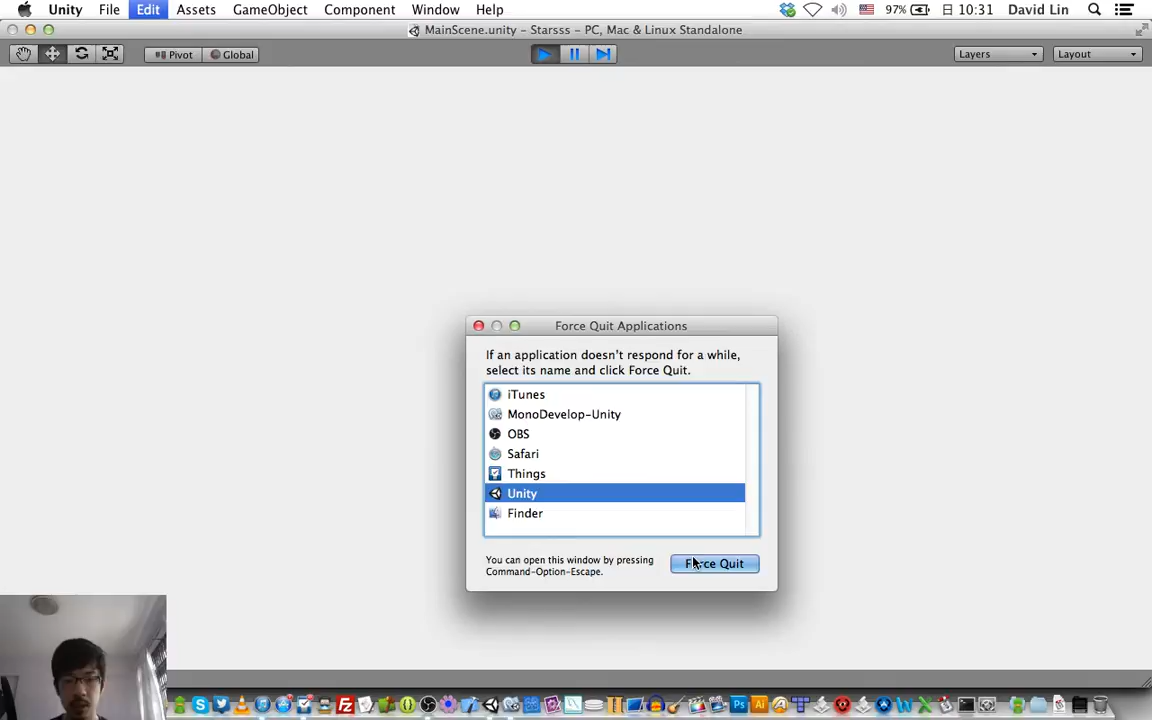 Unity File Edit Assets GameObject Component Window Help 97% 日 10:31 David Lin
MainScene.unity – Starsss – PC, Mac & Linux Standalone
Pivot Global Layers Layout
Force Quit Applications
If an application doesn't respond for a while,
select its name and click Force Quit.
iTunes
MonoDevelop-Unity
OBS
Safari
Things
Unity
Finder
You can open this window by pressing
Command-Option-Escape.
Force Quit